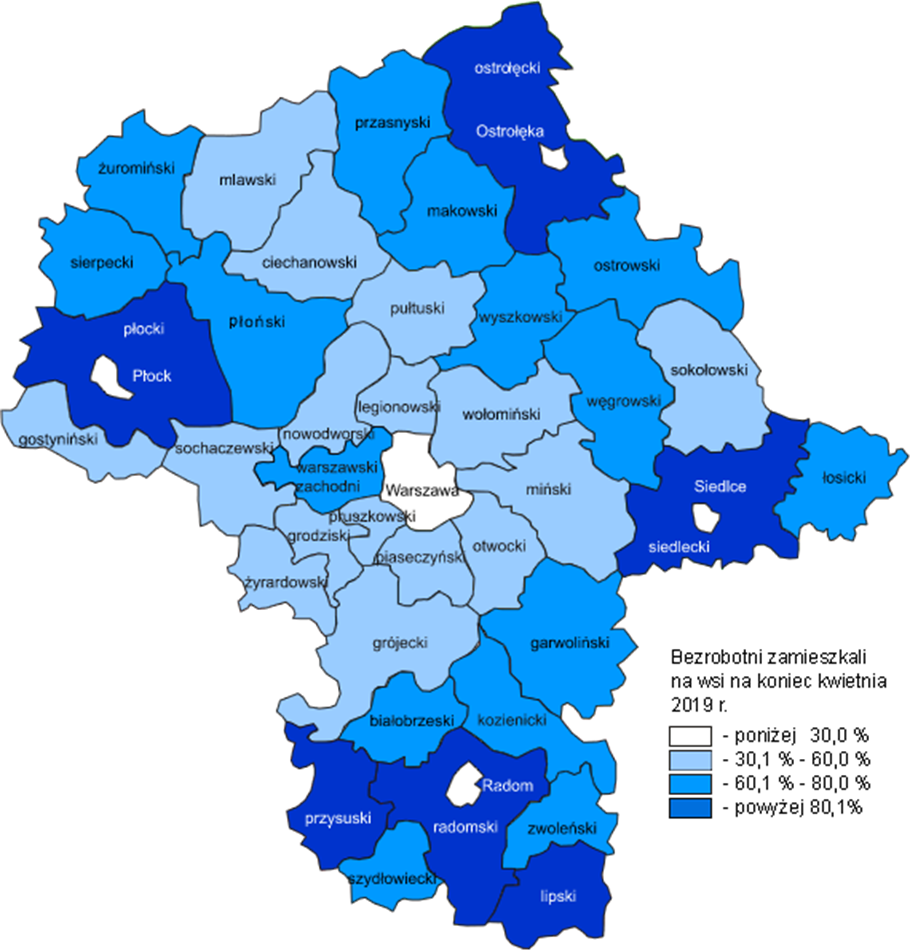 ostrołęcki
Ostrołęka
przasnyski
żuromiński
mławski
makowski
ciechanowski
sierpecki
ostrowski
pułtuski
wyszkowski
płoński
płocki
Płock
sokołowski
węgrowski
legionowski
wołomiński
gostyniński
nowodworski
sochaczewski
warszawski
zachodni
Warszawa
miński
Siedlce
łosicki
pruszkowski
grodziski
siedlecki
otwocki
piaseczyński
żyrardowski
grójecki
garwoliński
białobrzeski
kozienicki
Radom
przysuski
radomski
zwoleński
szydłowiecki
lipski
Bezrobotni zamieszkali
na wsi na koniec kwietnia
2019 r.
- poniżej 30,0 %
- 30,1 % - 60,0 %
- 60,1 % - 80,0 %
- powyżej 80,1%